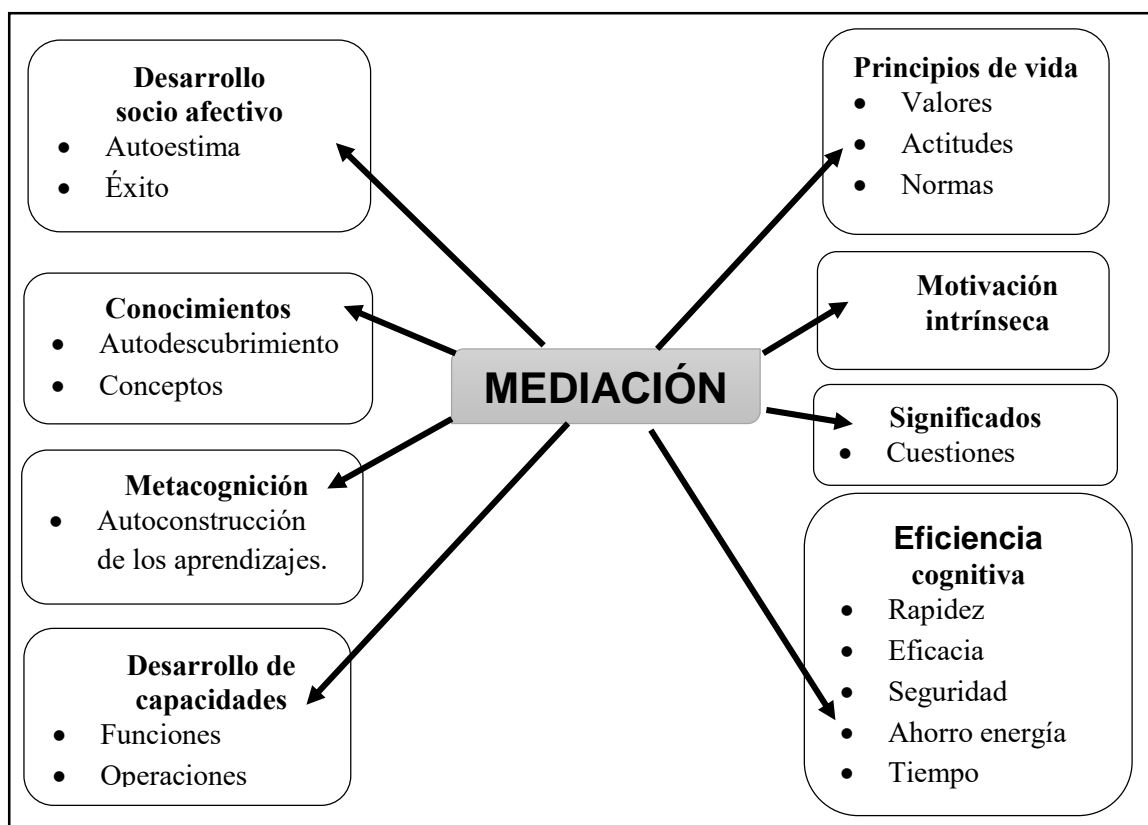 Desarrollo
socio afectivo
• Autoestima
• Éxito
Conocimientos
• Autodescubrimiento
• Conceptos
Metacognición
• Autoconstrucción
de los aprendizajes.
Desarrollo de
capacidades
• Funciones
• Operaciones
MEDIACIÓN
Principios de vida
• Valores
• Actitudes
• Normas
Motivación
intrínseca
Significados
• Cuestiones
Eficiencia
cognitiva
• Rapidez
• Eficacia
• Seguridad
• Ahorro energía
• Tiempo